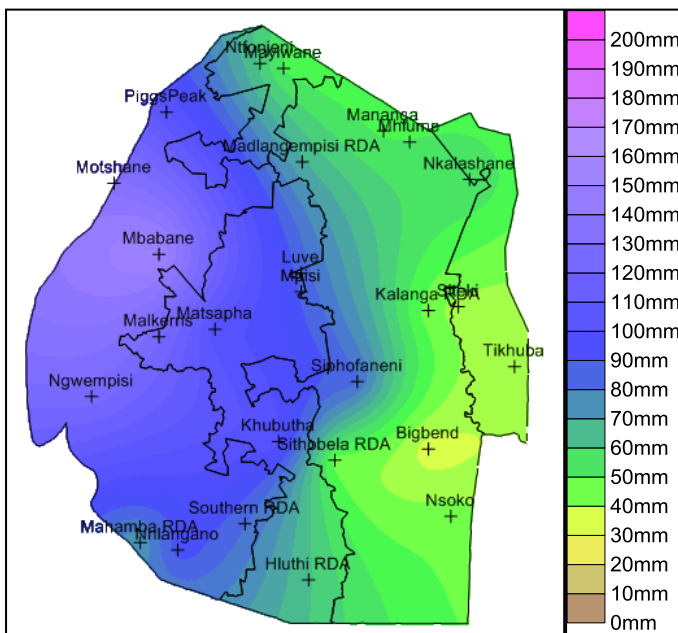 Ntfonjeni
Mayiwane
PiggsPeak
Mananga
Mhlume
Madlangempisi RDA
Nkalashane
Motshane
Mbabane
Luve
Mpisi
Kalanga RDA
Siteki
Malkerns
Matsapha
Tikhuba
Siphofaneni
Ngwempisi
Khubutha
Bigbend
Sithobela RDA
Nsoko
Southern RDA
Mahamba RDA
Nhlangano
Hluthi RDA
200mm
190mm
180mm
170mm
160mm
150mm
140mm
130mm
120mm
110mm
100mm
90mm
80mm
70mm
60mm
50mm
40mm
30mm
20mm
10mm
0mm